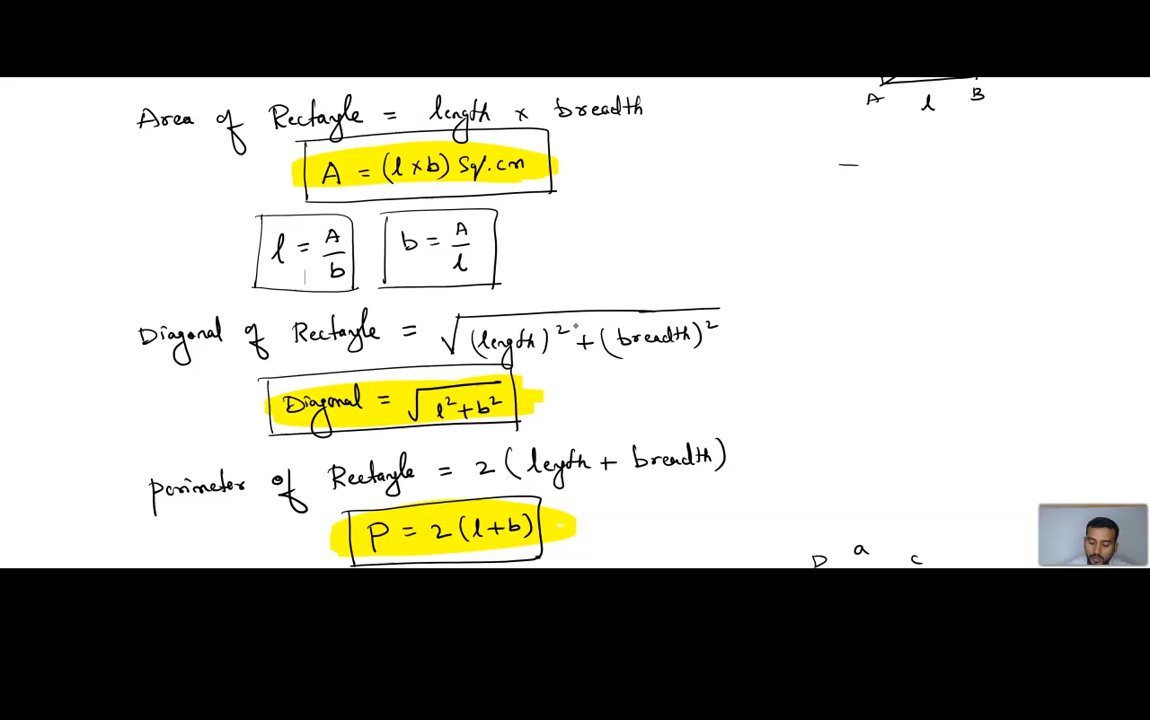 A l B
Area of Rectangle = length × breadth
A = (l × b) Sq. cm
l = A/b b = A/l
Diagonal of Rectangle = √(length)² + (breadth)²
Diagonal = √l² + b²
perimeter of Rectangle = 2 (length + breadth)
P = 2 (l + b)
D a C